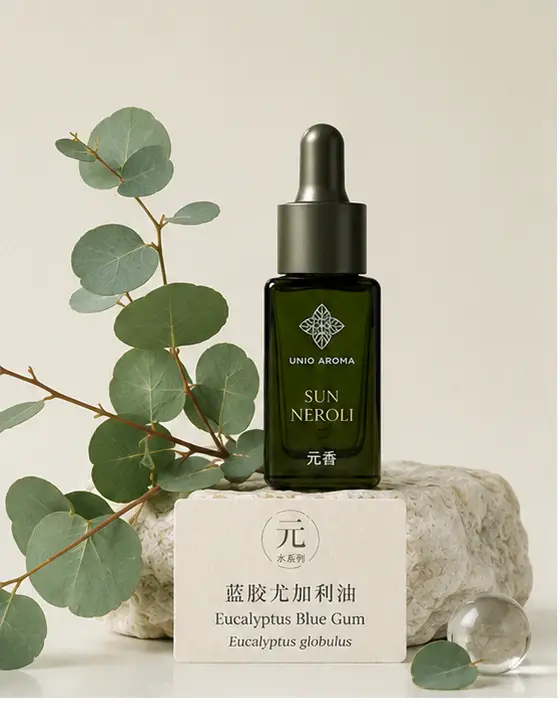 UNIO AROMA
SUN
NEROLI
元香
元
水系列
蓝胶尤加利油
Eucalyptus Blue Gum
Eucalyptus globulus